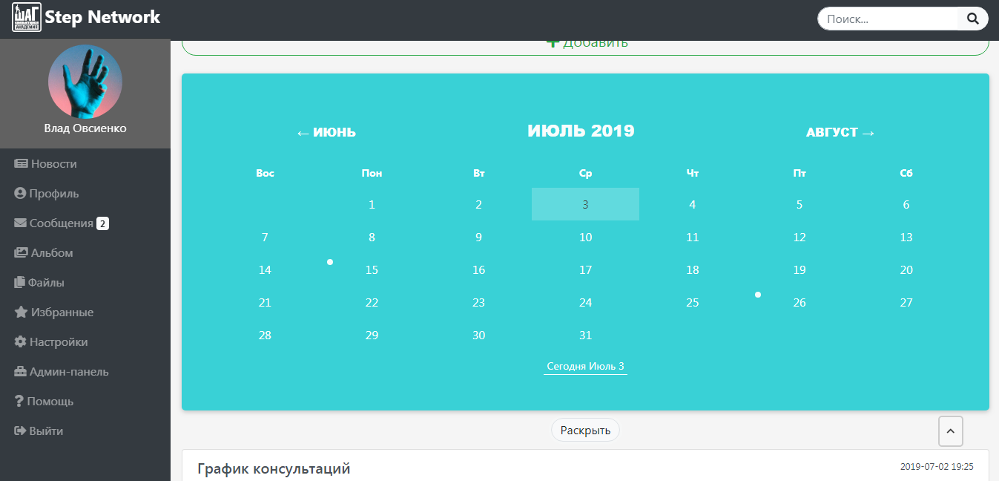 ШАГ
КОМПЬЮТЕРНАЯ
АКАДЕМИЯ
Step Network
Поиск...
Влад Овсиенко
Новости
Профиль
Сообщения 2
Альбом
Файлы
Избранные
Настройки
Админ-панель
Помощь
Выйти
+ Добавить
← ИЮНЬ ИЮЛЬ 2019 АВГУСТ →
Вос Пон Вт Ср Чт Пт Сб
1 2 3 4 5 6
7 8 9 10 11 12 13
14 15 16 17 18 19 20
21 22 23 24 25 26 27
28 29 30 31
Сегодня Июль 3
Раскрыть
График консультаций 2019-07-02 19:25